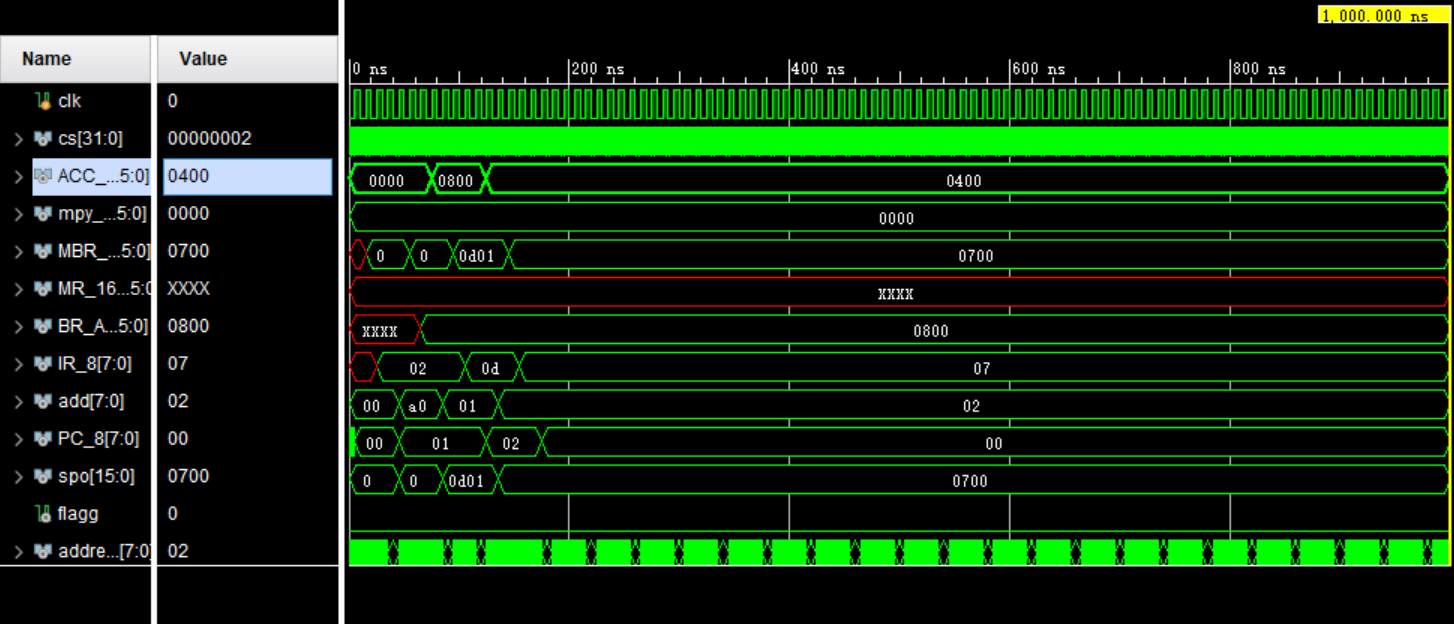 1,000.000 ns
Name Value
0 ns 200 ns 400 ns 600 ns 800 ns
clk 0
cs[31:0] 00000002
ACC_...5:0] 0400 0000 0800 0400
mpy_...5:0] 0000 0000
MBR_...5:0] 0700 0 0 0d01 0700
MR_16...5:0 XXXX XXXX
BR_A...5:0] 0800 XXXX 0800
IR_8[7:0] 07 02 0d 07
add[7:0] 02 00 a0 01 02
PC_8[7:0] 00 00 01 02 00
spo[15:0] 0700 0 0 0d01 0700
flagg 0
addre...[7:0] 02